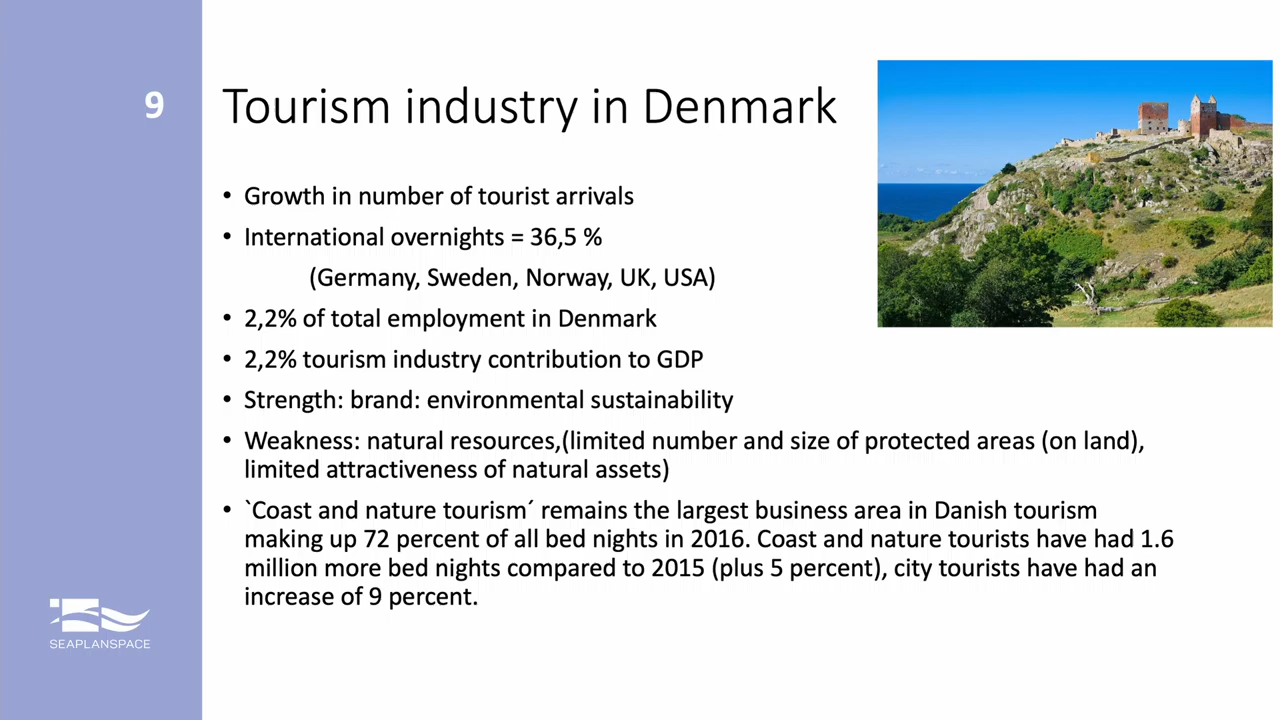 9
Tourism industry in Denmark
• Growth in number of tourist arrivals
• International overnights = 36,5 %
(Germany, Sweden, Norway, UK, USA)
• 2,2% of total employment in Denmark
• 2,2% tourism industry contribution to GDP
• Strength: brand: environmental sustainability
• Weakness: natural resources,(limited number and size of protected areas (on land),
limited attractiveness of natural assets)
• `Coast and nature tourism´ remains the largest business area in Danish tourism
making up 72 percent of all bed nights in 2016. Coast and nature tourists have had 1.6
million more bed nights compared to 2015 (plus 5 percent), city tourists have had an
increase of 9 percent.
SEAPLANSPACE